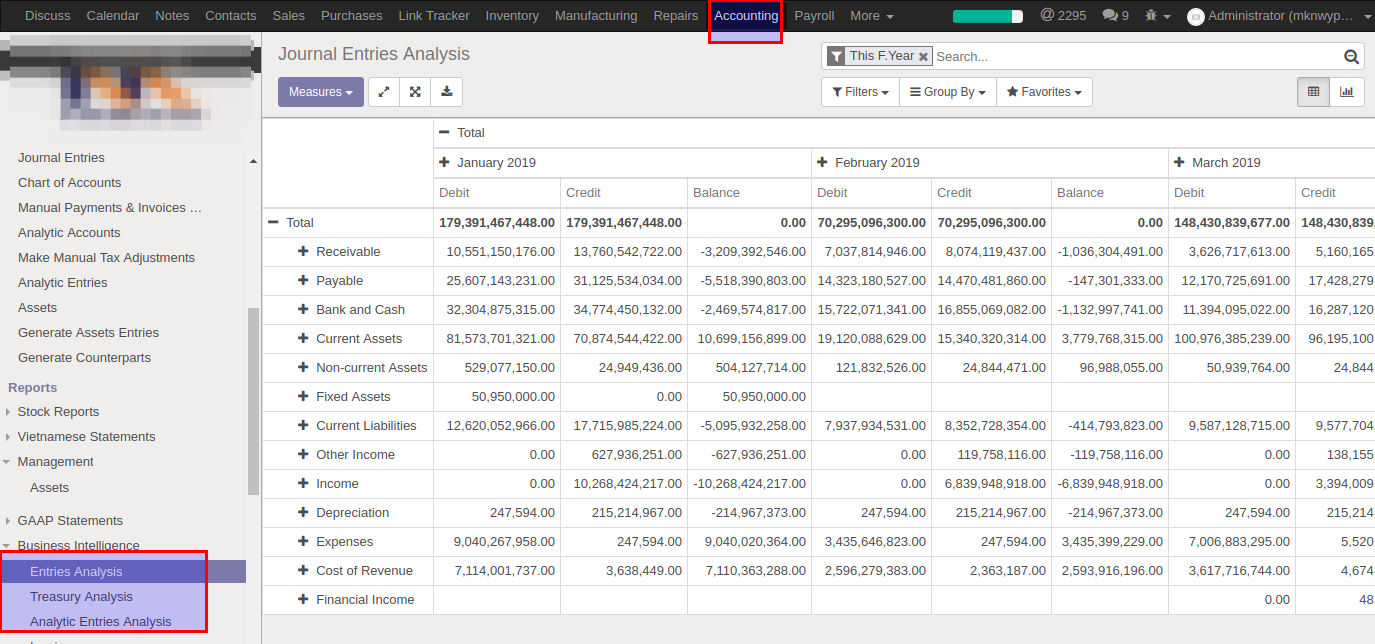 Discuss Calendar Notes Contacts Sales Purchases Link Tracker Inventory Manufacturing Repairs Accounting Payroll More @ 2295 9 Administrator (mknwyp…
Journal Entries Analysis
This F.Year Search...
Measures Filters Group By Favorites
Journal Entries
Chart of Accounts
Manual Payments & Invoices …
Analytic Accounts
Make Manual Tax Adjustments
Analytic Entries
Assets
Generate Assets Entries
Generate Counterparts
Reports
Stock Reports
Vietnamese Statements
Management
Assets
GAAP Statements
Business Intelligence
Entries Analysis
Treasury Analysis
Analytic Entries Analysis
Total
January 2019 February 2019 March 2019
Debit Credit Balance Debit Credit Balance Debit Credit
Total 179,391,467,448.00 179,391,467,448.00 0.00 70,295,096,300.00 70,295,096,300.00 0.00 148,430,839,677.00 148,430,839,
Receivable 10,551,150,176.00 13,760,542,722.00 -3,209,392,546.00 7,037,814,946.00 8,074,119,437.00 -1,036,304,491.00 3,626,717,613.00 5,160,165
Payable 25,607,143,231.00 31,125,534,034.00 -5,518,390,803.00 14,323,180,527.00 14,470,481,860.00 -147,301,333.00 12,170,725,691.00 17,428,279
Bank and Cash 32,304,875,315.00 34,774,450,132.00 -2,469,574,817.00 15,722,071,341.00 16,855,069,082.00 -1,132,997,741.00 11,394,095,022.00 16,287,120
Current Assets 81,573,701,321.00 70,874,544,422.00 10,699,156,899.00 19,120,088,629.00 15,340,320,314.00 3,779,768,315.00 100,976,385,239.00 96,195,100
Non-current Assets 529,077,150.00 24,949,436.00 504,127,714.00 121,832,526.00 24,844,471.00 96,988,055.00 50,939,764.00 24,844
Fixed Assets 50,950,000.00 0.00 50,950,000.00
Current Liabilities 12,620,052,966.00 17,715,985,224.00 -5,095,932,258.00 7,937,934,531.00 8,352,728,354.00 -414,793,823.00 9,587,128,715.00 9,577,704
Other Income 0.00 627,936,251.00 -627,936,251.00 0.00 119,758,116.00 -119,758,116.00 0.00 138,155
Income 0.00 10,268,424,217.00 -10,268,424,217.00 0.00 6,839,948,918.00 -6,839,948,918.00 0.00 3,394,009
Depreciation 247,594.00 215,214,967.00 -214,967,373.00 247,594.00 215,214,967.00 -214,967,373.00 247,594.00 215,214
Expenses 9,040,267,958.00 247,594.00 9,040,020,364.00 3,435,646,823.00 247,594.00 3,435,399,229.00 7,006,883,295.00 5,520
Cost of Revenue 7,114,001,737.00 3,638,449.00 7,110,363,288.00 2,596,279,383.00 2,363,187.00 2,593,916,196.00 3,617,716,744.00 4,674
Financial Income 0.00 48